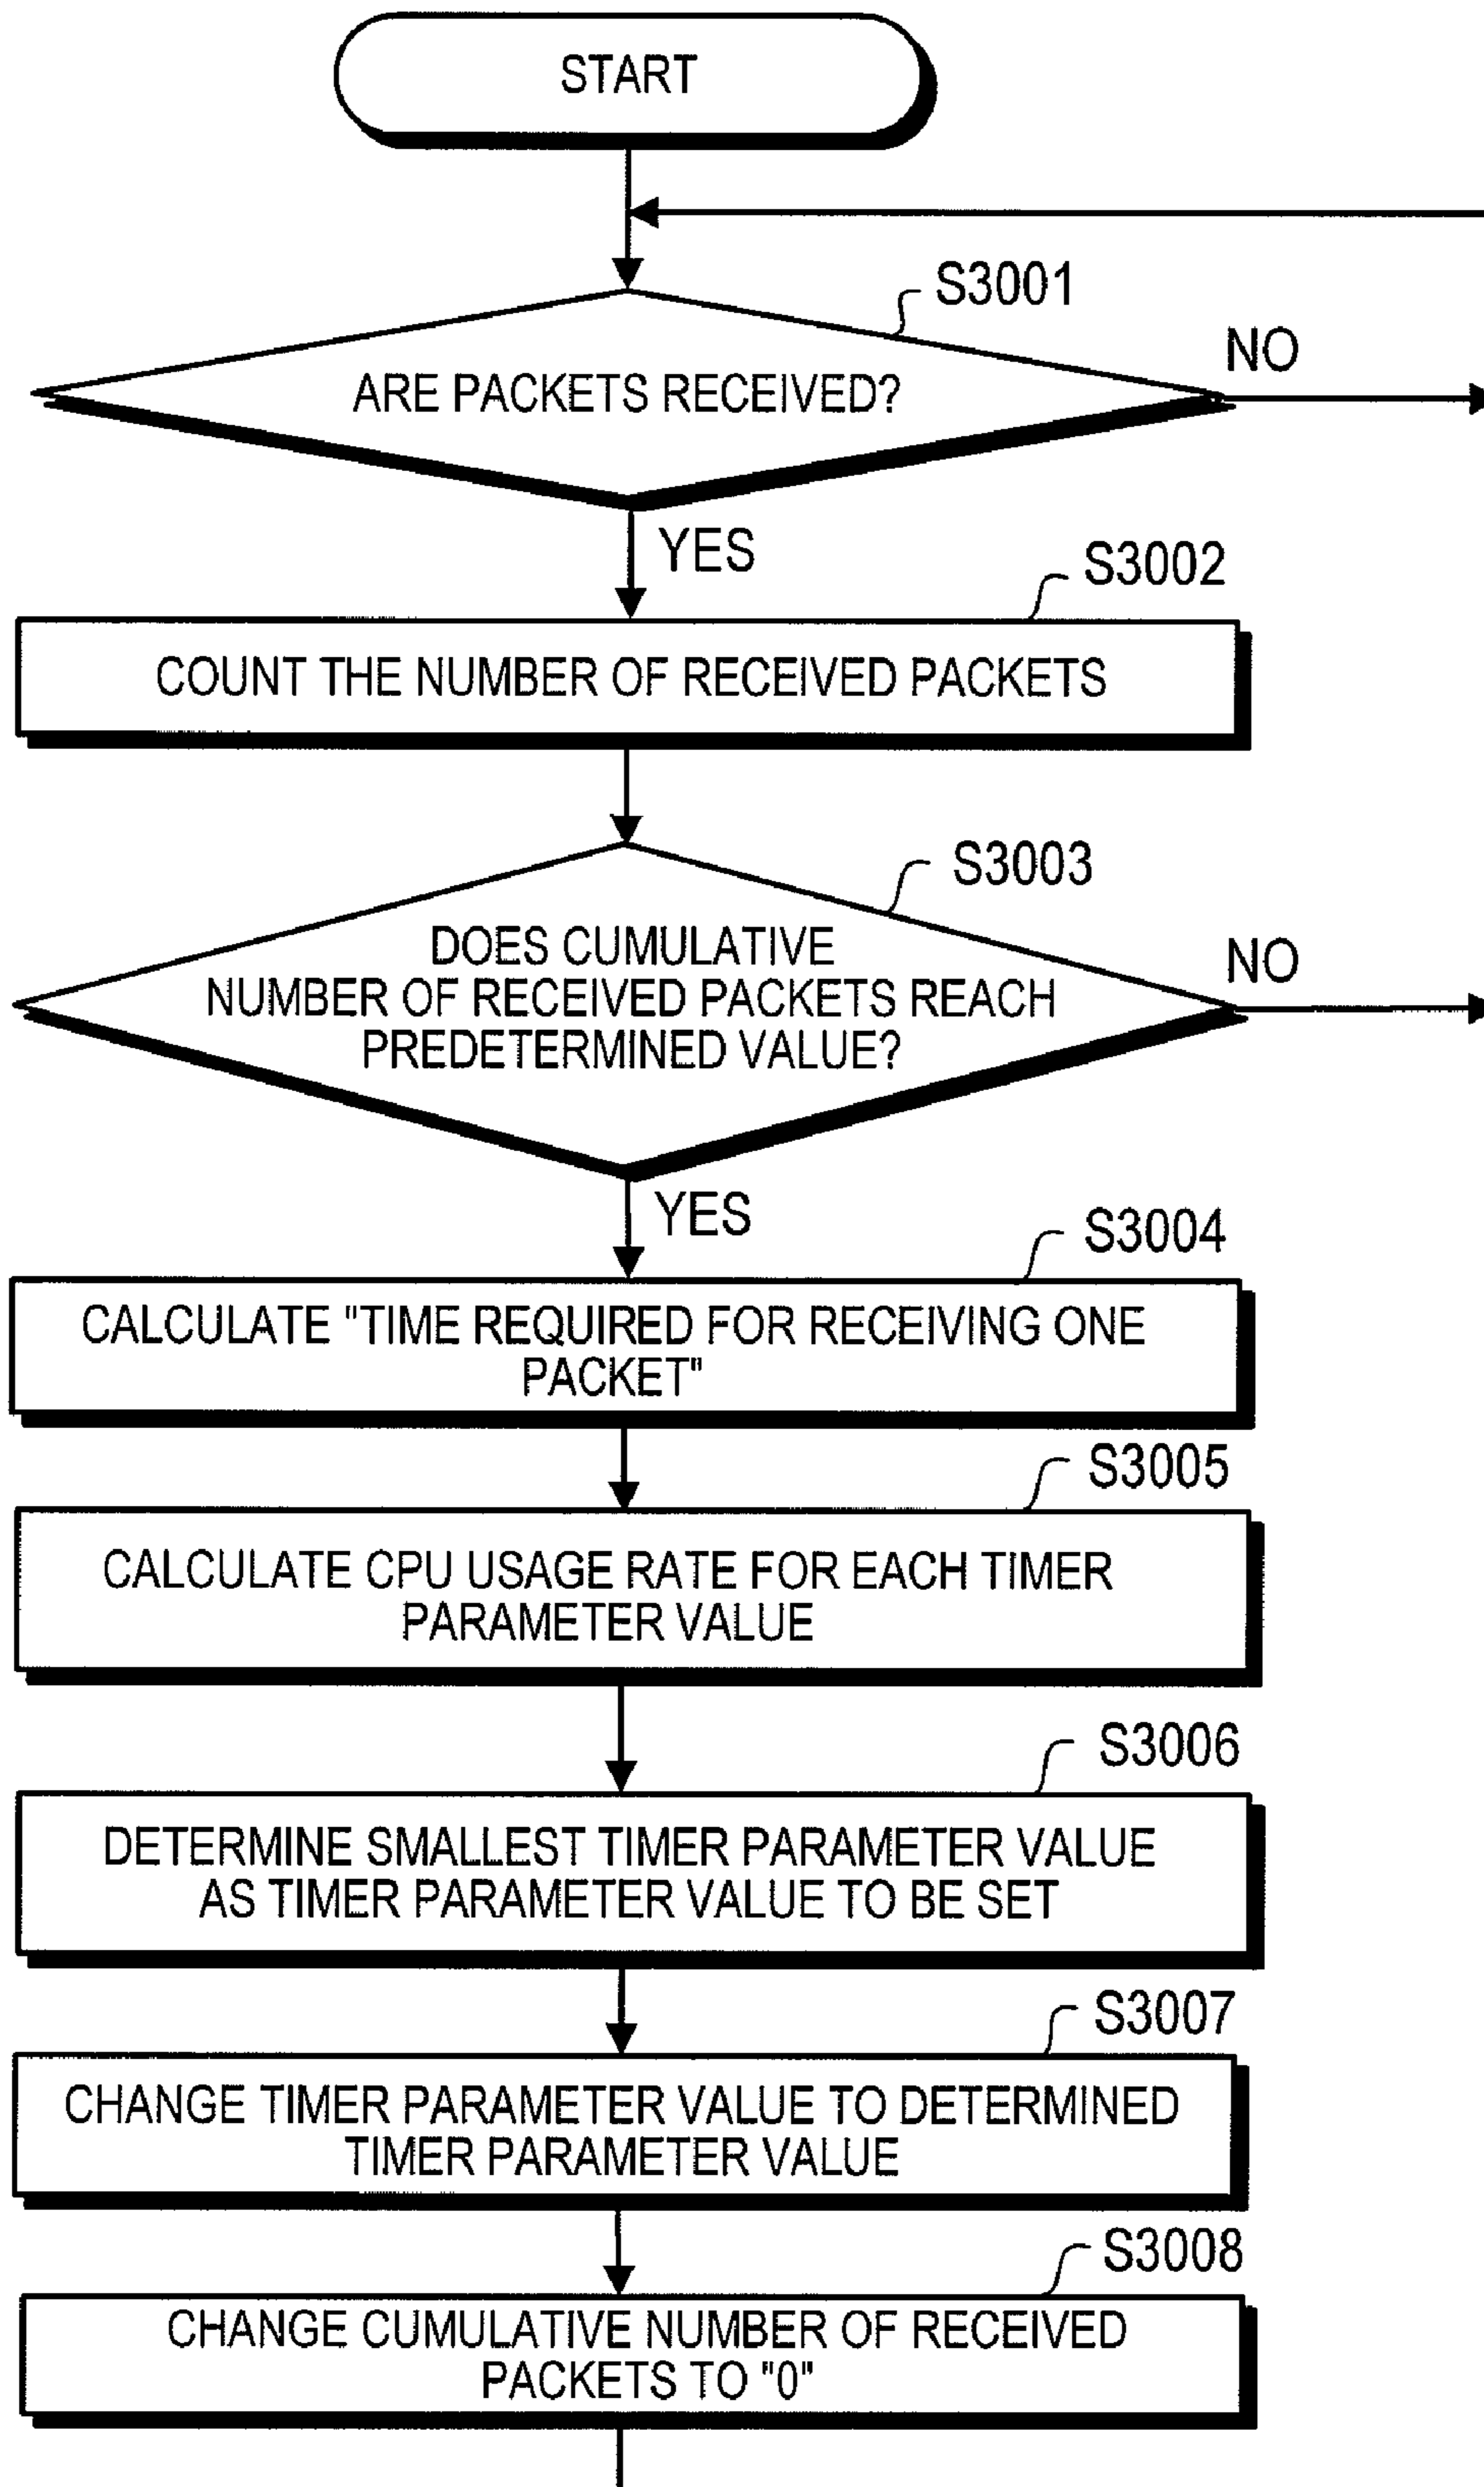 START
S3001
ARE PACKETS RECEIVED?
NO
YES
S3002
COUNT THE NUMBER OF RECEIVED PACKETS
S3003
DOES CUMULATIVE
NUMBER OF RECEIVED PACKETS REACH
PREDETERMINED VALUE?
NO
YES
S3004
CALCULATE "TIME REQUIRED FOR RECEIVING ONE
PACKET"
S3005
CALCULATE CPU USAGE RATE FOR EACH TIMER
PARAMETER VALUE
S3006
DETERMINE SMALLEST TIMER PARAMETER VALUE
AS TIMER PARAMETER VALUE TO BE SET
S3007
CHANGE TIMER PARAMETER VALUE TO DETERMINED
TIMER PARAMETER VALUE
S3008
CHANGE CUMULATIVE NUMBER OF RECEIVED
PACKETS TO "0"